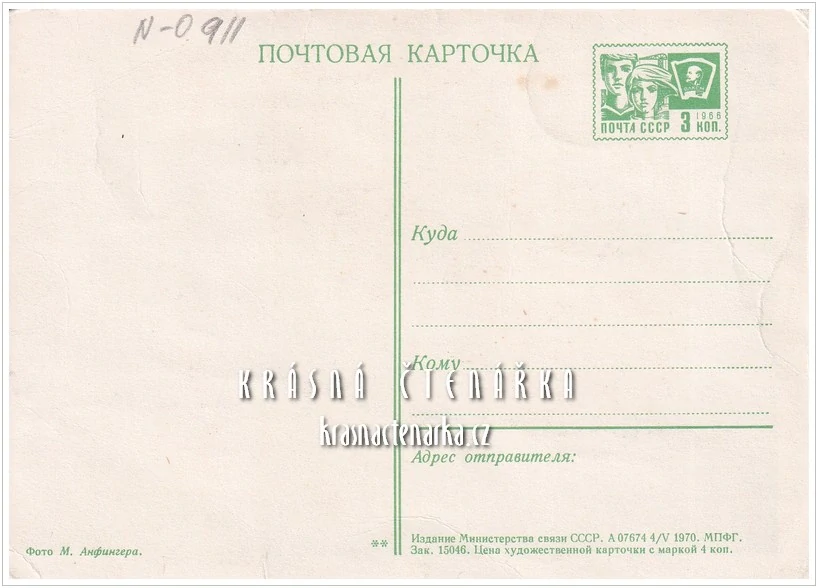 N-0911
ПОЧТОВАЯ КАРТОЧКА
ВЛКСМ
1966
ПОЧТА СССР 3 КОП.
Куда
Кому
KRÁSNÁ ČTENÁŘKA
krasnactenarka.cz
Адрес отправителя:
Фото М. Анфингера.
**
Издание Министерства связи СССР. А 07674 4/V 1970. МПФГ.
Зак. 15046. Цена художественной карточки с маркой 4 коп.